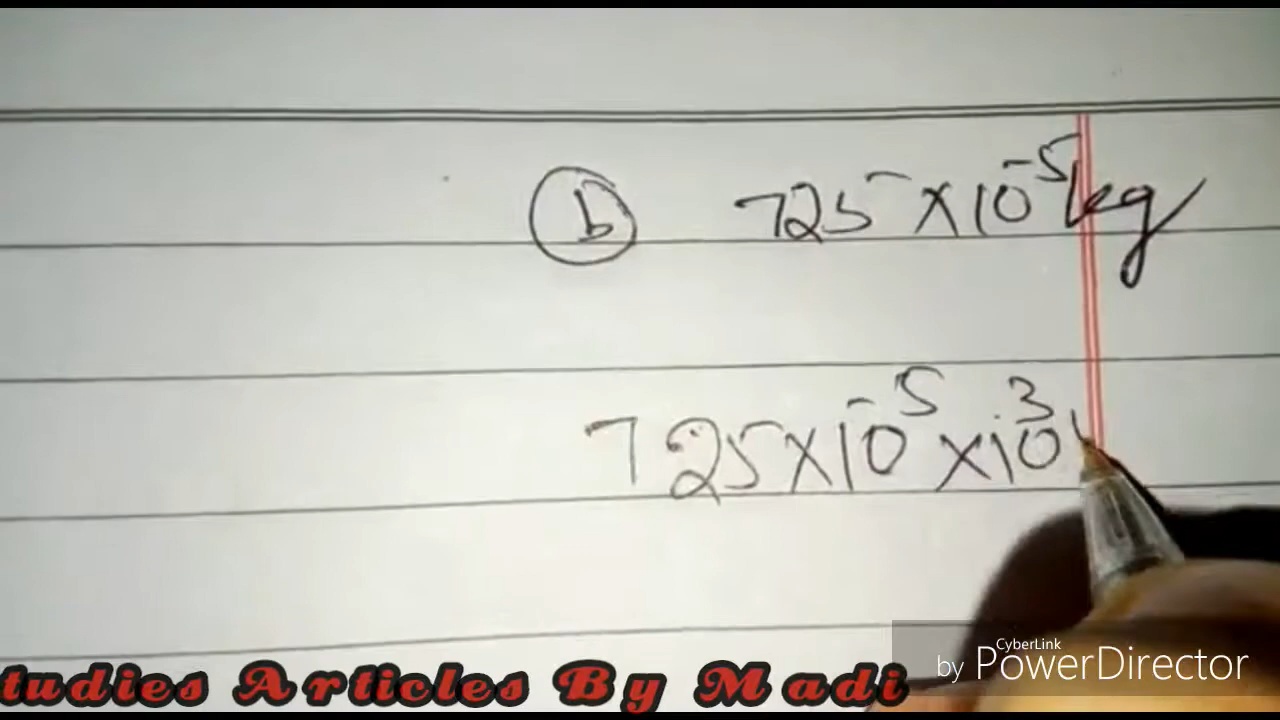 b 725 × 10⁻⁵ kg
725 × 10⁻⁵ × 10³
tudies Articles By Madi
CyberLink
by PowerDirector